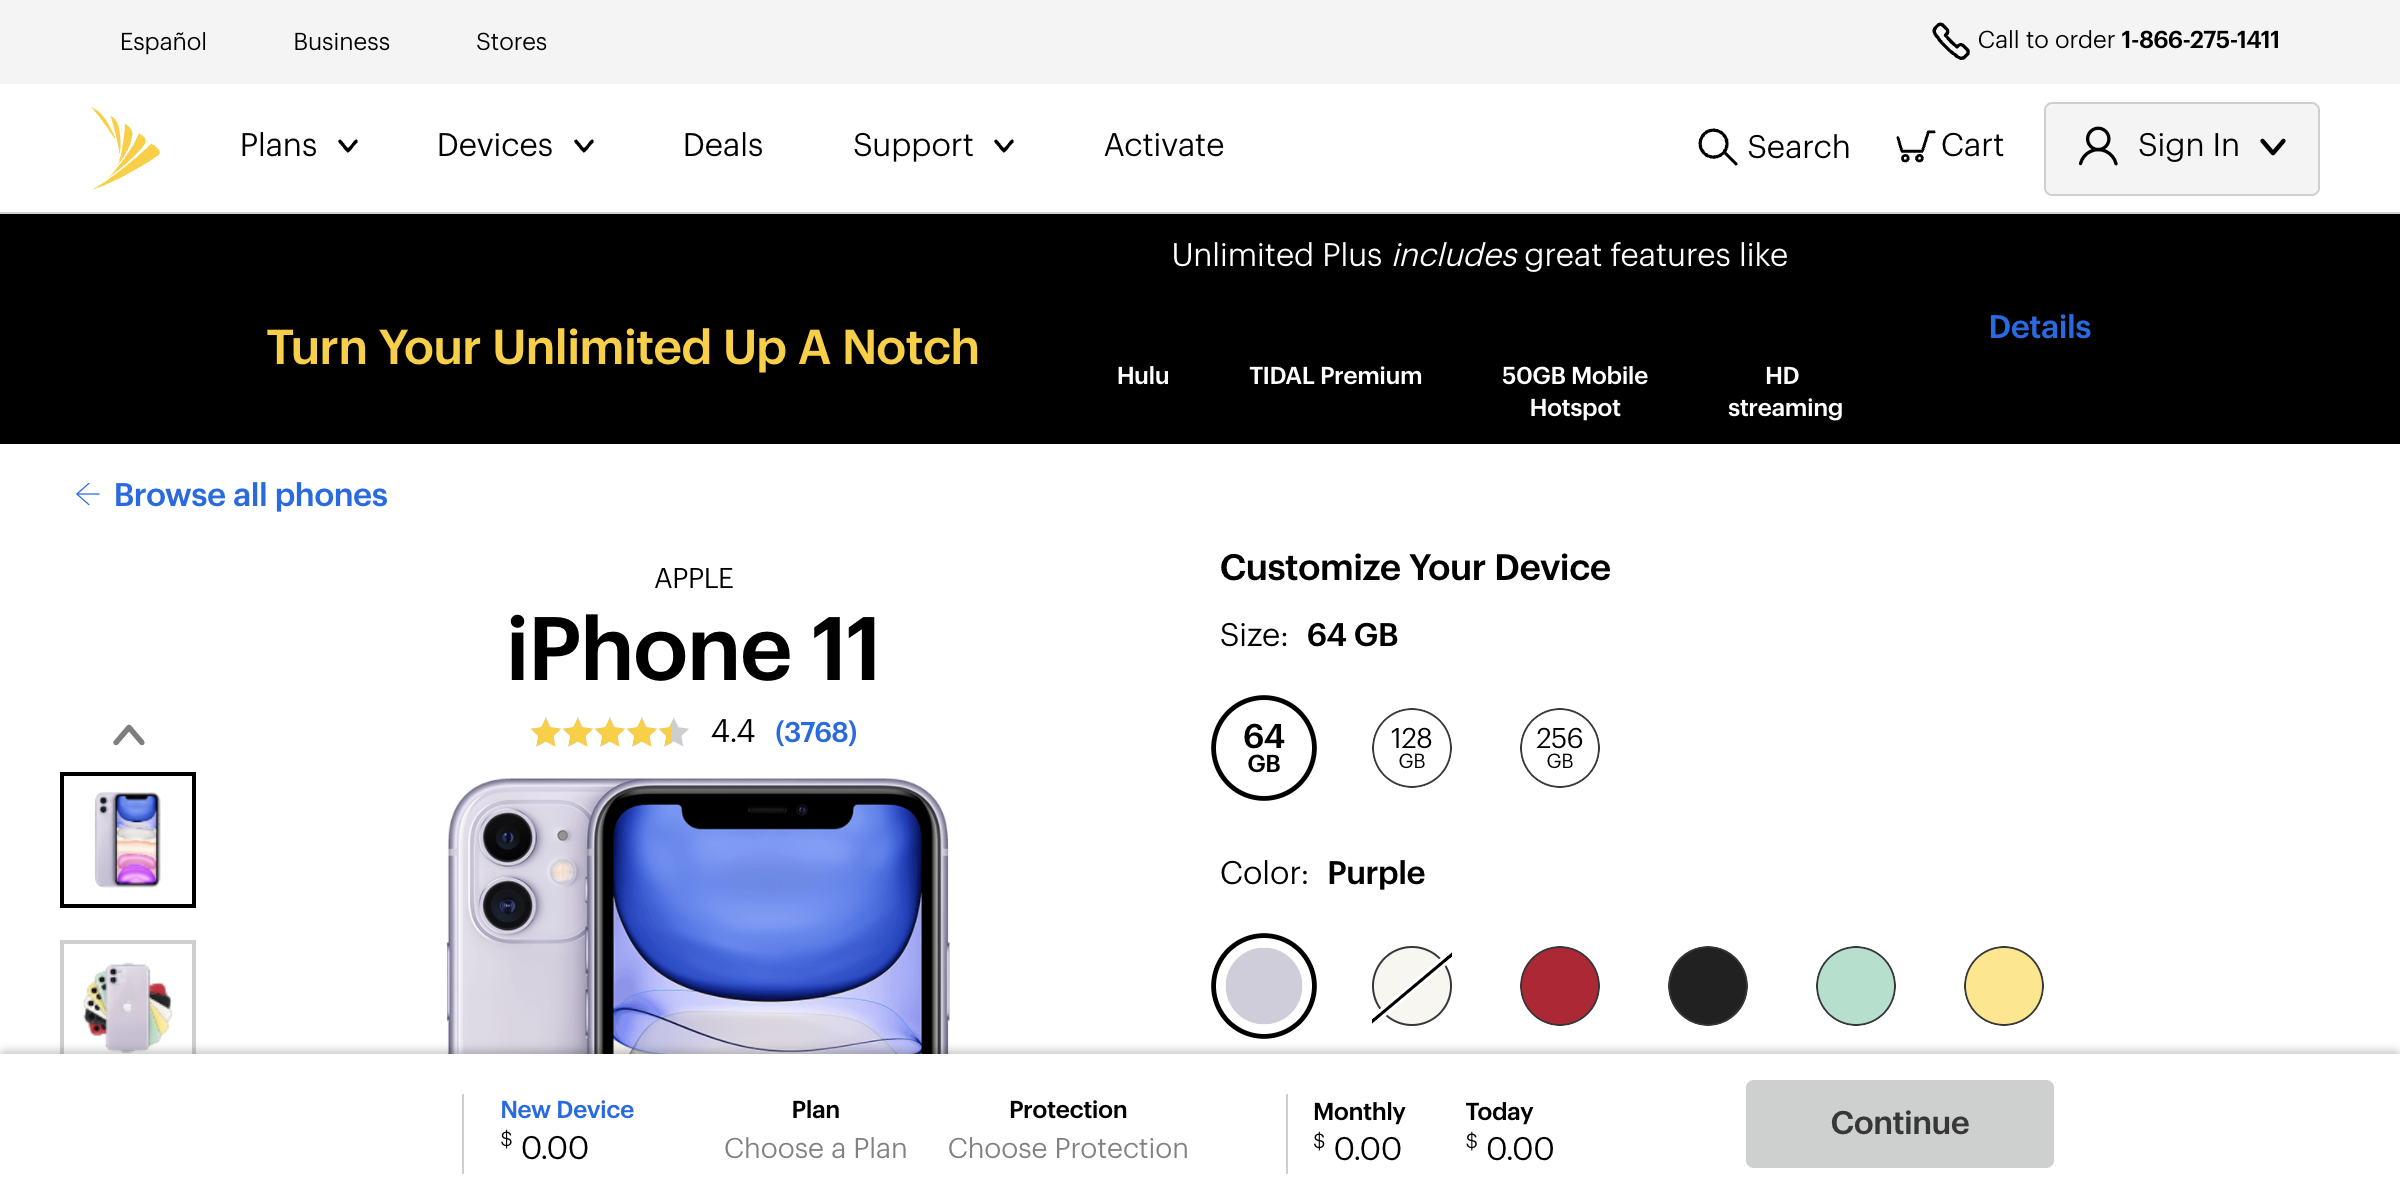 Español Business Stores Call to order 1-866-275-1411
Plans Devices Deals Support Activate Search Cart Sign In
Turn Your Unlimited Up A Notch
Unlimited Plus includes great features like
Hulu TIDAL Premium 50GB Mobile HD
Hotspot streaming
Details
Browse all phones
APPLE
iPhone 11
4.4 (3768)
Customize Your Device
Size: 64 GB
64 128 256
GB GB GB
Color: Purple
New Device Plan Protection Monthly Today
$ 0.00 Choose a Plan Choose Protection $ 0.00 $ 0.00
Continue